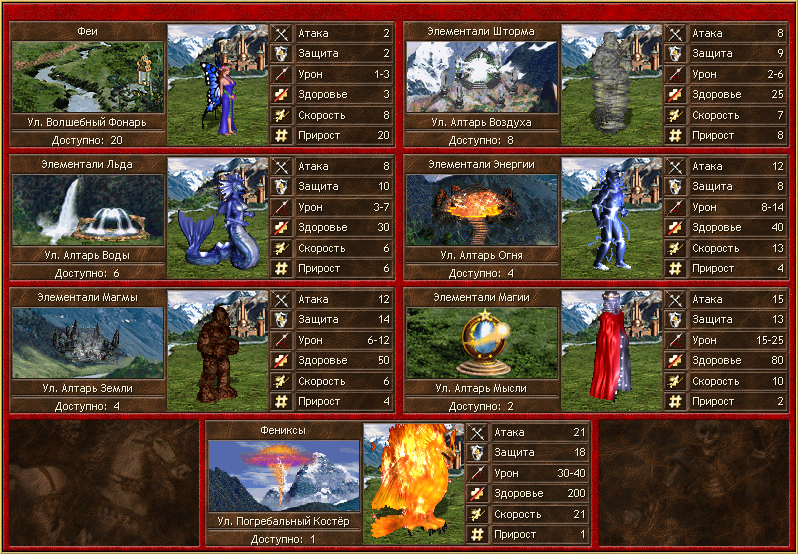 Феи
Атака 2
Защита 2
Урон 1-3
Здоровье 3
Скорость 8
Прирост 20
Ул. Волшебный Фонарь
Доступно: 20
Элементали Шторма
Атака 8
Защита 9
Урон 2-6
Здоровье 25
Скорость 7
Прирост 8
Ул. Алтарь Воздуха
Доступно: 8
Элементали Льда
Атака 8
Защита 10
Урон 3-7
Здоровье 30
Скорость 6
Прирост 6
Ул. Алтарь Воды
Доступно: 6
Элементали Энергии
Атака 12
Защита 8
Урон 8-14
Здоровье 40
Скорость 13
Прирост 4
Ул. Алтарь Огня
Доступно: 4
Элементали Магмы
Атака 12
Защита 14
Урон 6-12
Здоровье 50
Скорость 6
Прирост 4
Ул. Алтарь Земли
Доступно: 4
Элементали Магии
Атака 15
Защита 13
Урон 15-25
Здоровье 80
Скорость 10
Прирост 2
Ул. Алтарь Мысли
Доступно: 2
Фениксы
Атака 21
Защита 18
Урон 30-40
Здоровье 200
Скорость 21
Прирост 1
Ул. Погребальный Костёр
Доступно: 1